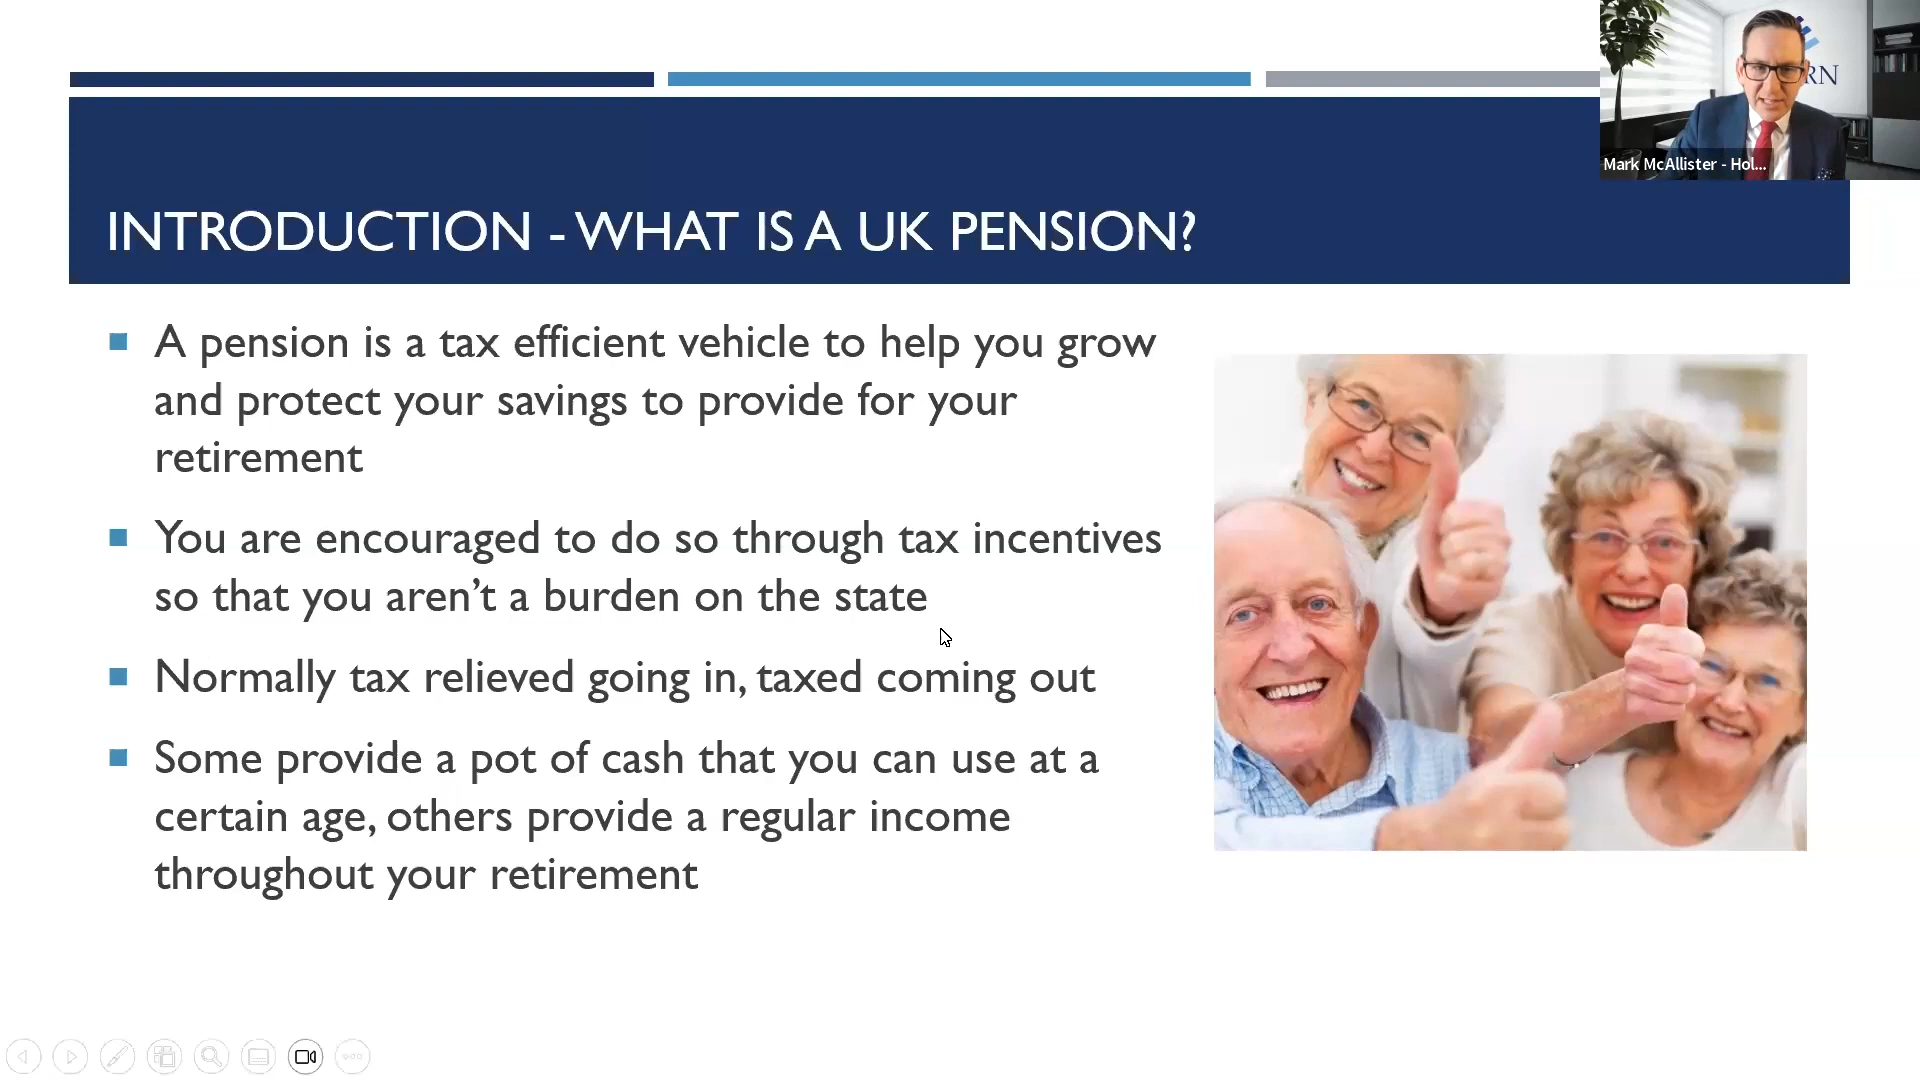 RN
Mark McAllister - Hol...
INTRODUCTION - WHAT IS A UK PENSION?
A pension is a tax efficient vehicle to help you grow
and protect your savings to provide for your
retirement
You are encouraged to do so through tax incentives
so that you aren’t a burden on the state
Normally tax relieved going in, taxed coming out
Some provide a pot of cash that you can use at a
certain age, others provide a regular income
throughout your retirement